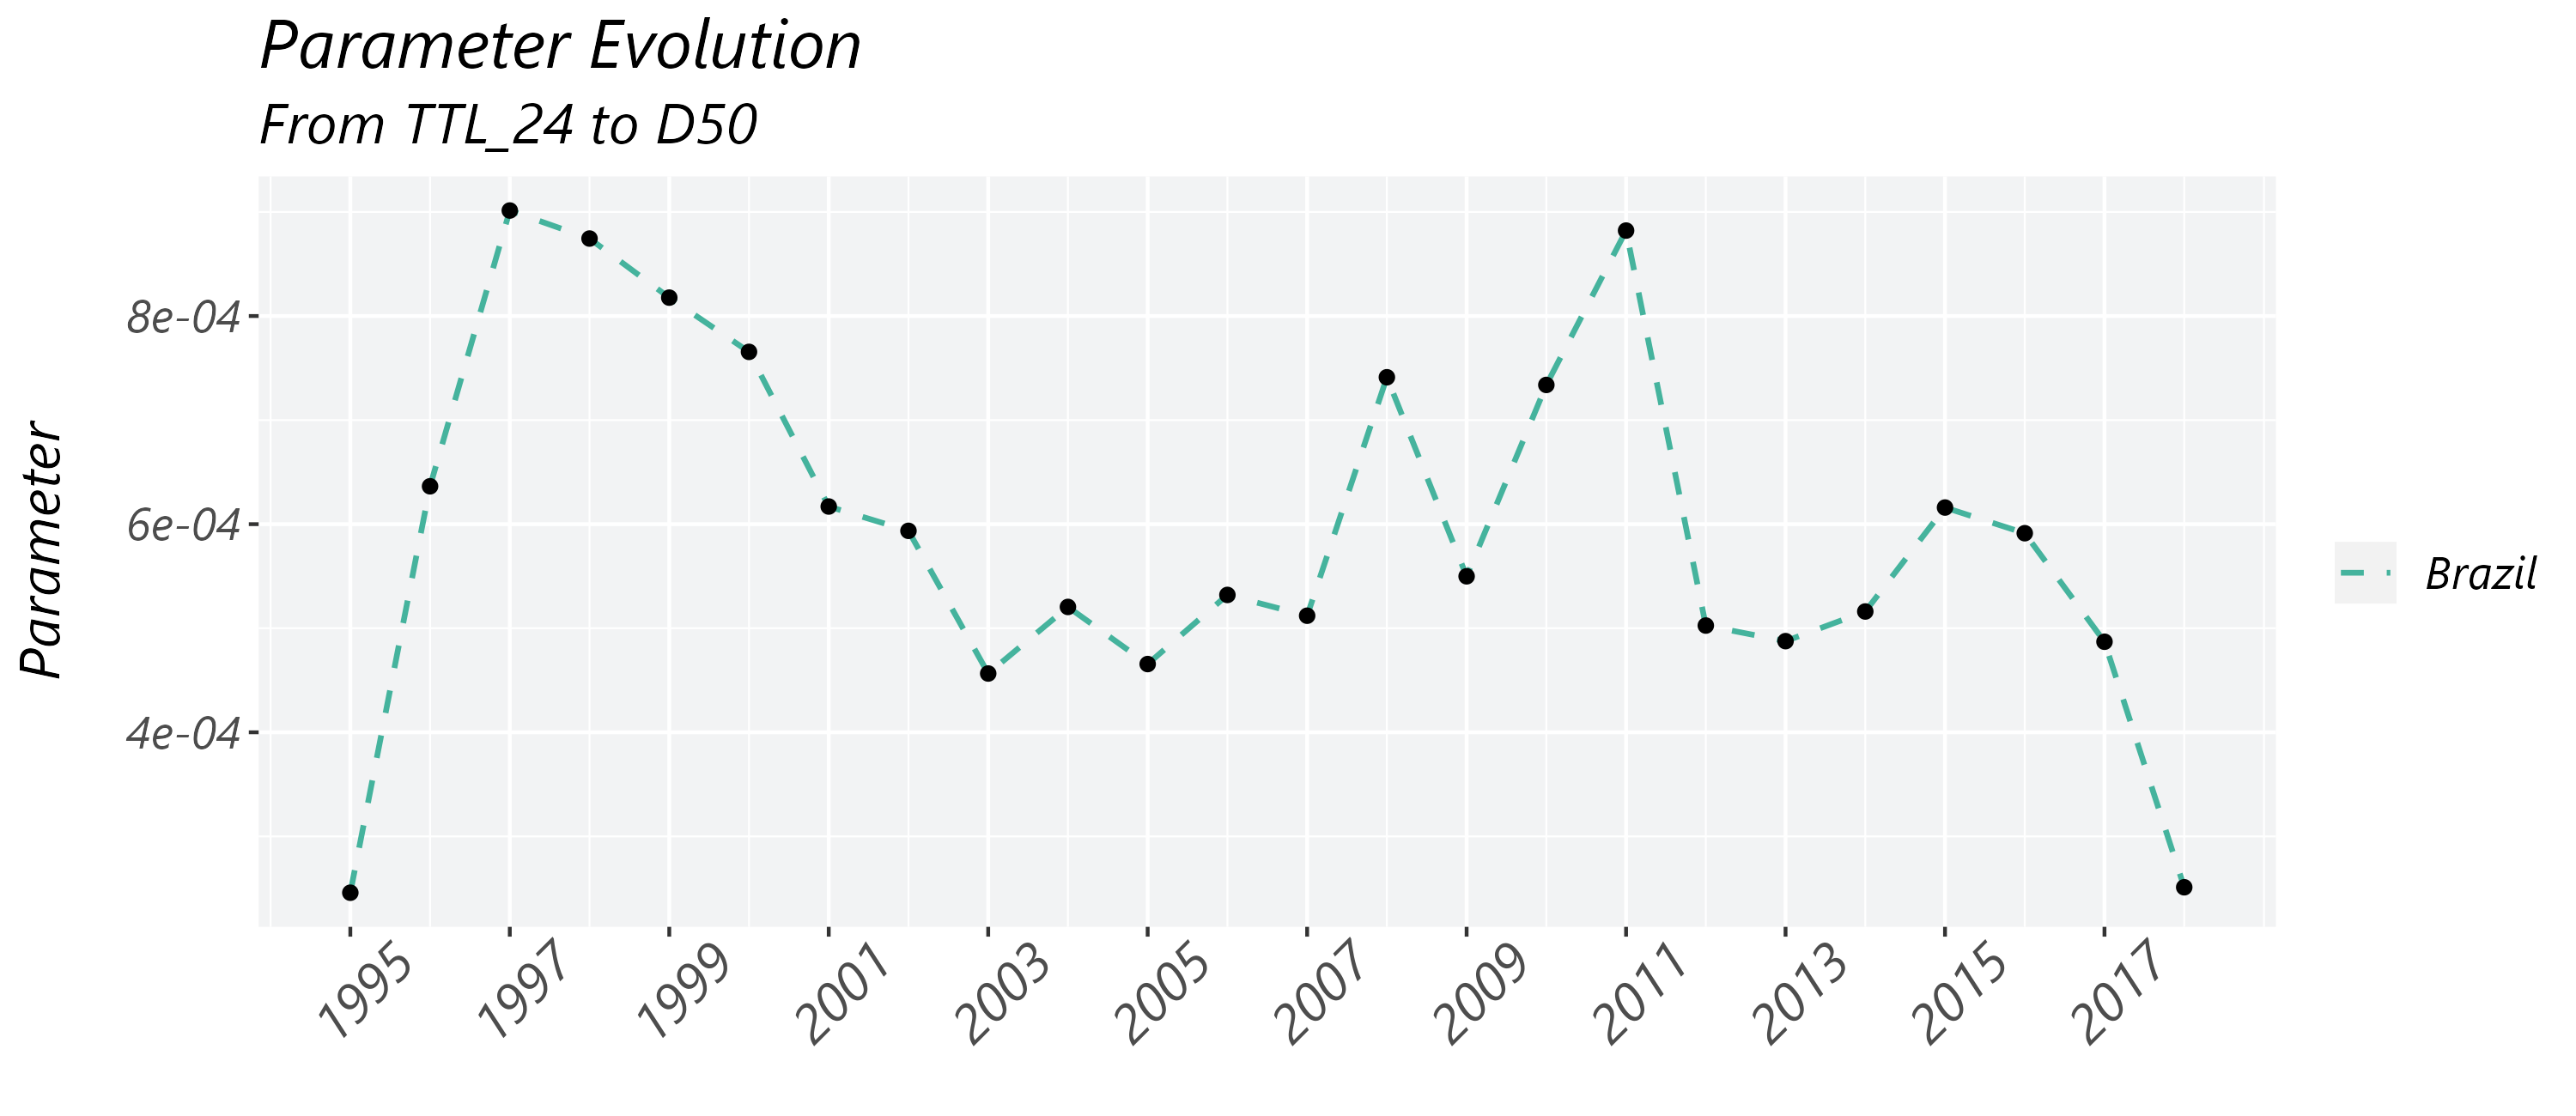 Parameter Evolution
From TTL_24 to D50
Parameter
8e-04
6e-04
4e-04
1995
1997
1999
2001
2003
2005
2007
2009
2011
2013
2015
2017
Brazil